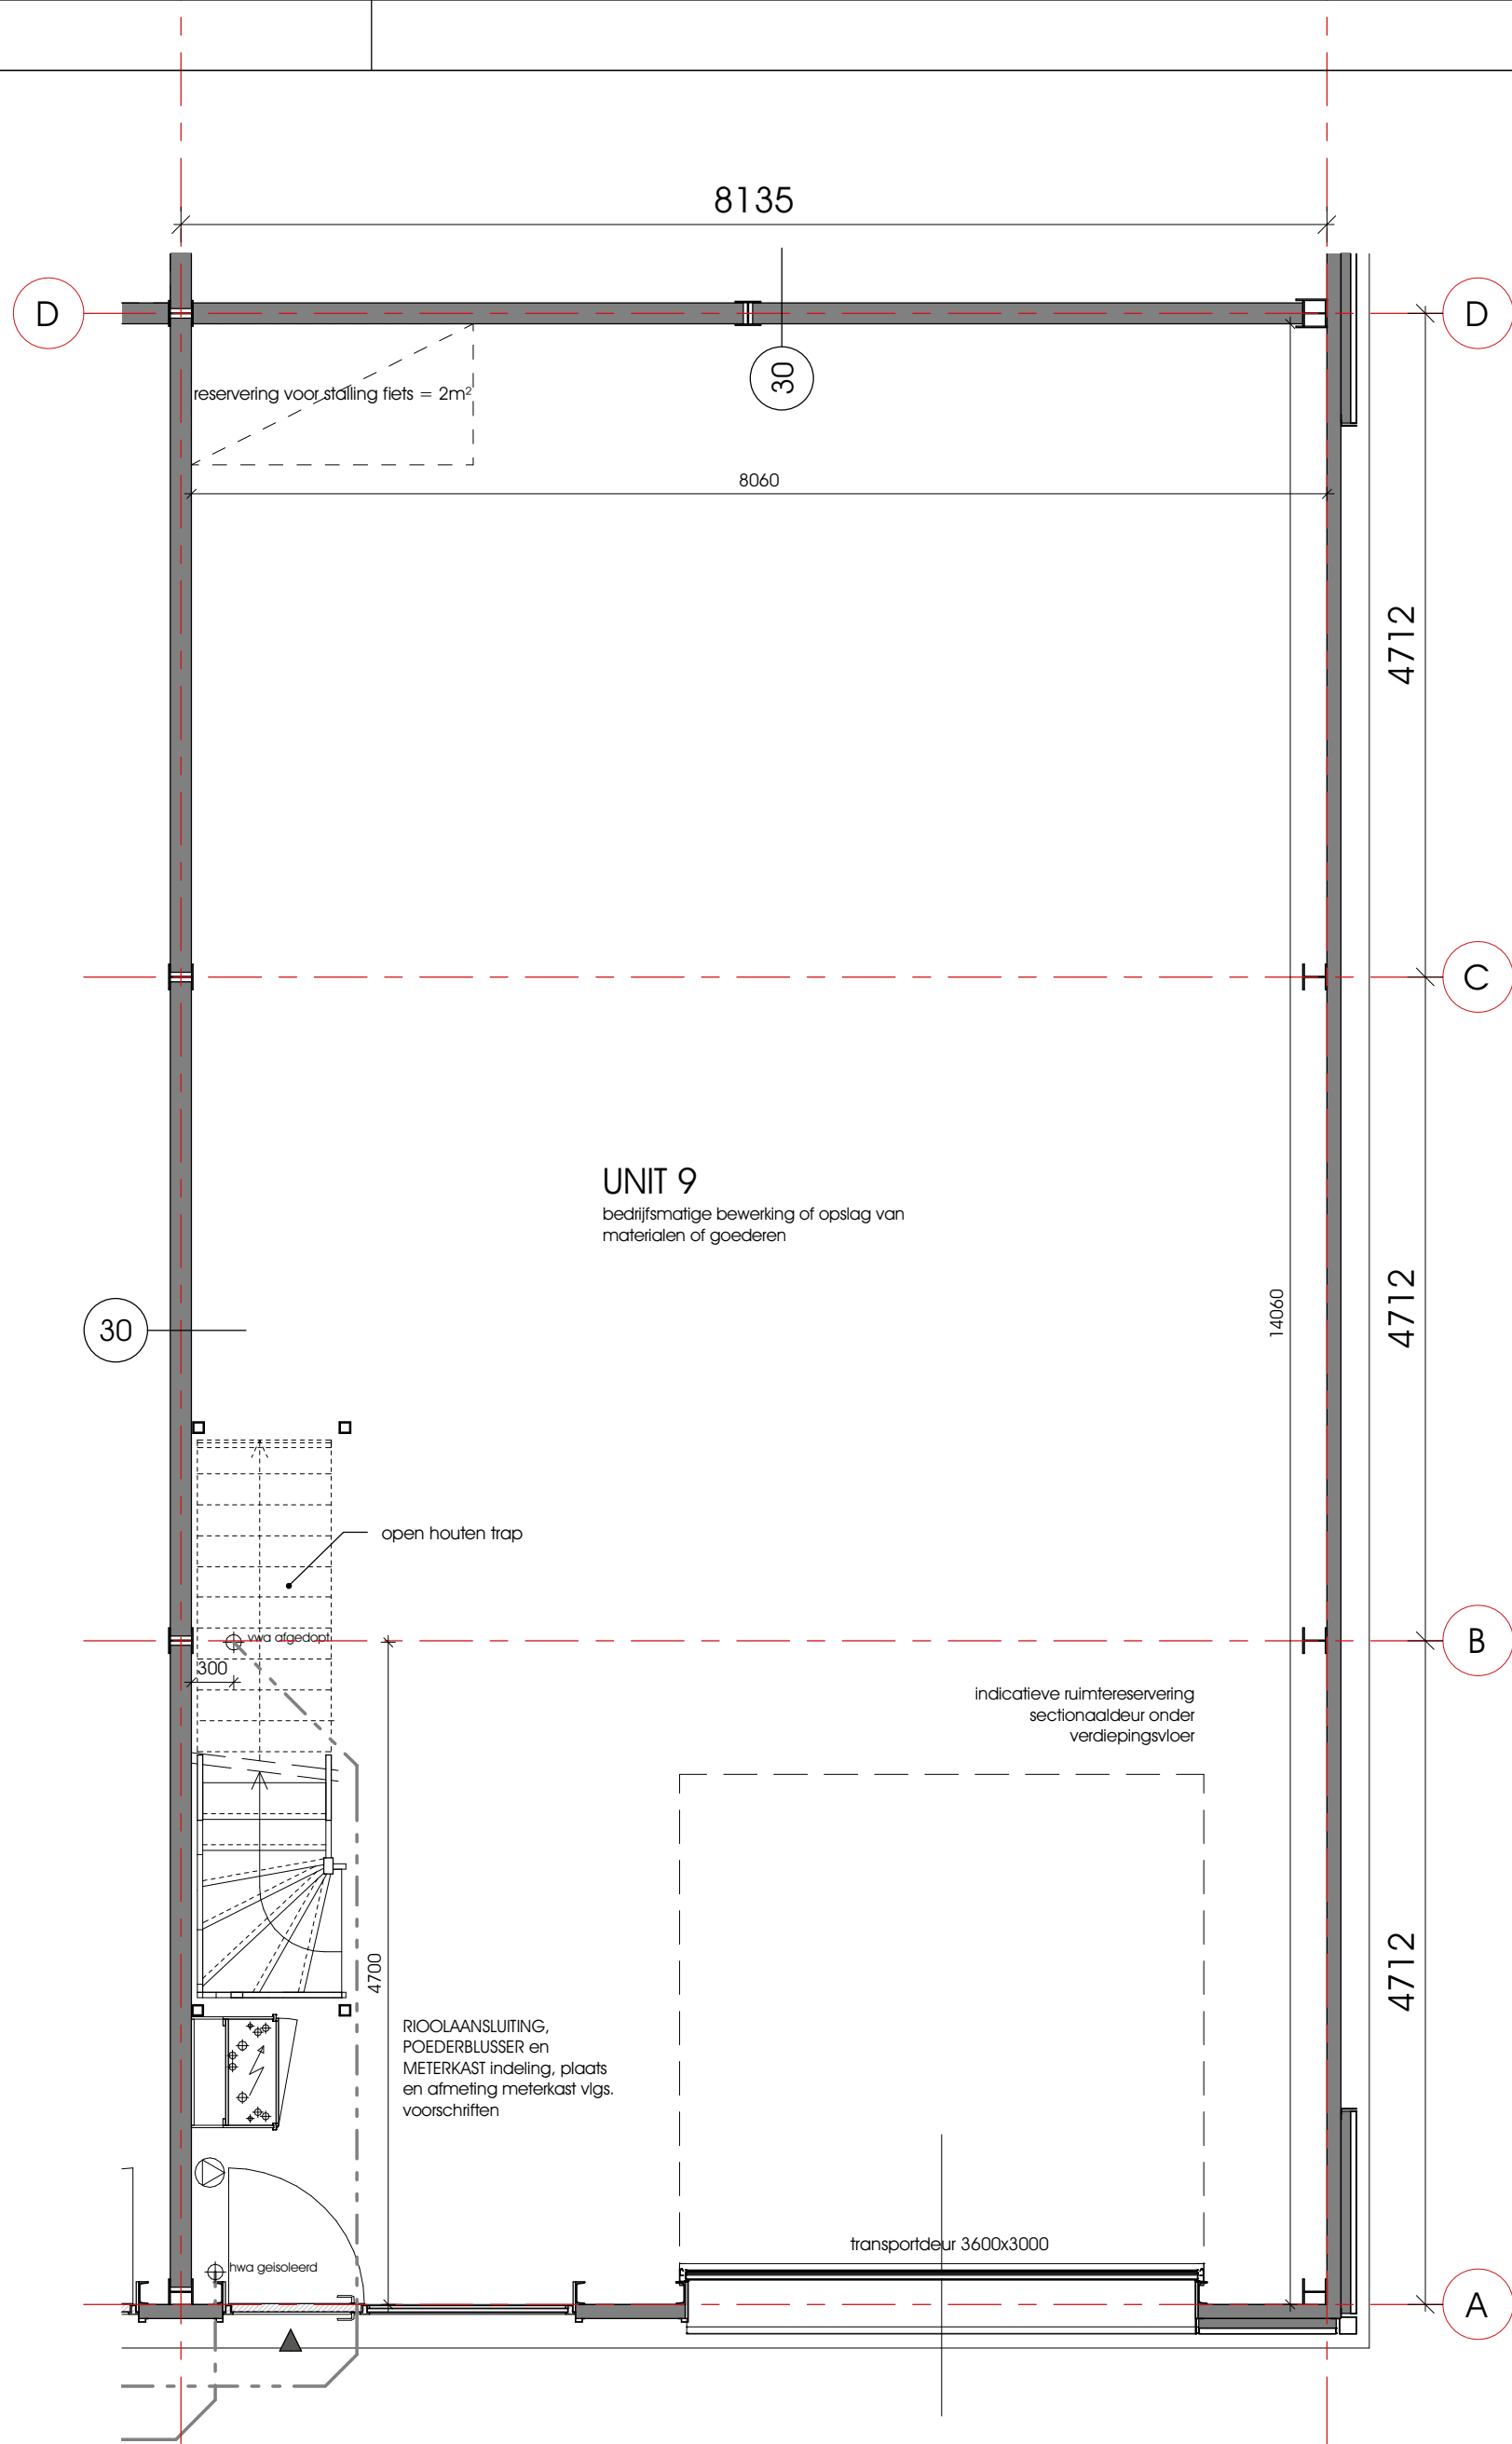 8135
D
D
30
reservering voor stalling fiets = 2m²
8060
4712
C
UNIT 9
bedrijfsmatige bewerking of opslag van
materialen of goederen
14060
4712
30
open houten trap
vwa afgedopt
B
300
indicatieve ruimtereservering
sectionaaldeur onder
verdiepingsvloer
4700
4712
RIOOLAANSLUITING,
POEDERBLUSSER en
METERKAST indeling, plaats
en afmeting meterkast vlgs.
voorschriften
transportdeur 3600x3000
hwa geisoleerd
A